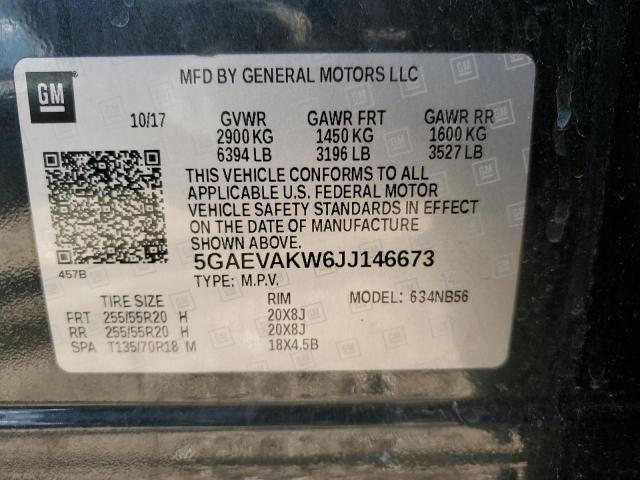 GM
MFD BY GENERAL MOTORS LLC
10/17 GVWR GAWR FRT GAWR RR
2900 KG 1450 KG 1600 KG
6394 LB 3196 LB 3527 LB
THIS VEHICLE CONFORMS TO ALL
APPLICABLE U.S. FEDERAL MOTOR
VEHICLE SAFETY STANDARDS IN EFFECT
ON THE DATE OF MANUFACTURE
SHOWN ABOVE.
457B
5GAEVAKW6JJ146673
TYPE: M.P.V.
TIRE SIZE RIM MODEL: 634NB56
FRT 255/55R20 H 20X8J
RR 255/55R20 H 20X8J
SPA T135/70R18 M 18X4.5B